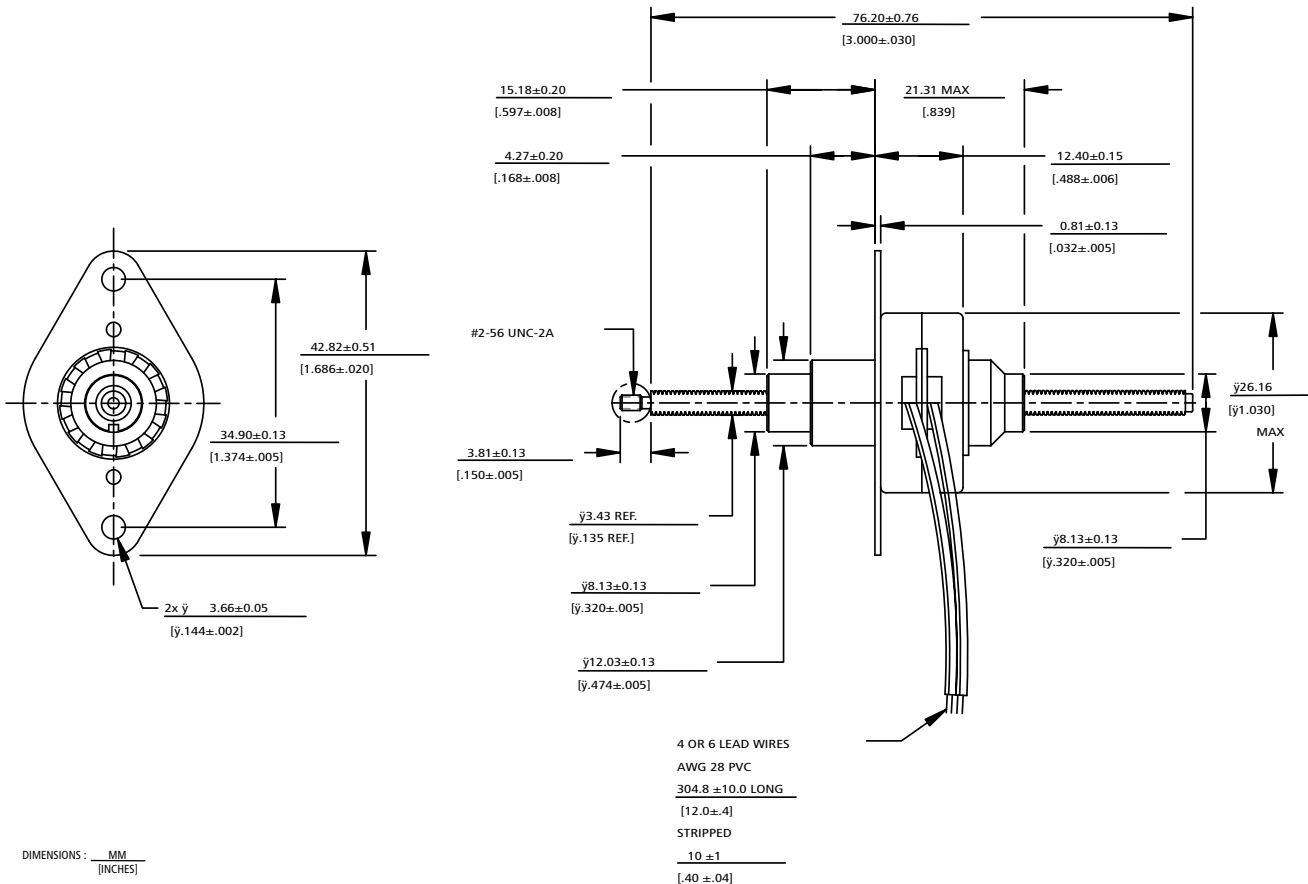 76.20±0.76
[3.000±.030]
15.18±0.20
[.597±.008]
21.31 MAX
[.839]
4.27±0.20
[.168±.008]
12.40±0.15
[.488±.006]
0.81±0.13
[.032±.005]
#2-56 UNC-2A
42.82±0.51
[1.686±.020]
ÿ26.16
[ÿ1.030]
MAX
34.90±0.13
[1.374±.005]
3.81±0.13
[.150±.005]
ÿ3.43 REF.
[ÿ.135 REF.]
ÿ8.13±0.13
[ÿ.320±.005]
ÿ8.13±0.13
[ÿ.320±.005]
2x ÿ 3.66±0.05
[ÿ.144±.002]
ÿ12.03±0.13
[ÿ.474±.005]
4 OR 6 LEAD WIRES
AWG 28 PVC
304.8 ±10.0 LONG
[12.0±.4]
STRIPPED
10 ±1
[.40 ±.04]
DIMENSIONS : MM
[INCHES]